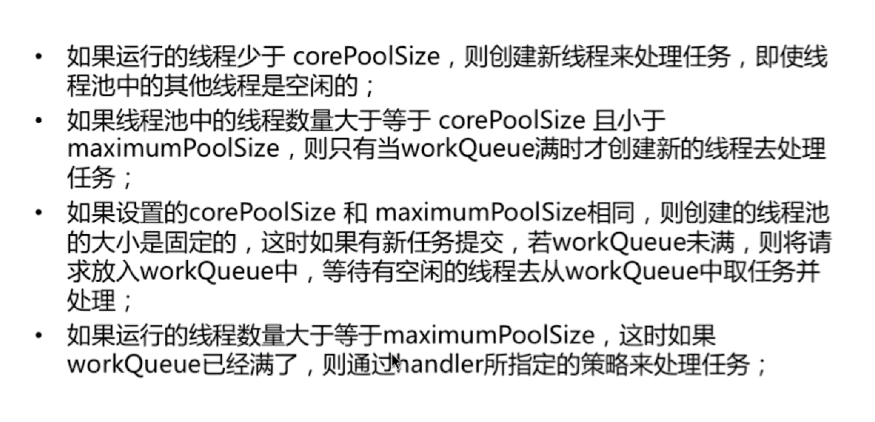 • 如果运行的线程少于 corePoolSize，则创建新线程来处理任务，即使线
程池中的其他线程是空闲的；
• 如果线程池中的线程数量大于等于 corePoolSize 且小于
maximumPoolSize，则只有当workQueue满时才创建新的线程去处理
任务；
• 如果设置的corePoolSize 和 maximumPoolSize相同，则创建的线程池
的大小是固定的，这时如果有新任务提交，若workQueue未满，则将请
求放入workQueue中，等待有空闲的线程去从workQueue中取任务并
处理；
• 如果运行的线程数量大于等于maximumPoolSize，这时如果
workQueue已经满了，则通过handler所指定的策略来处理任务；